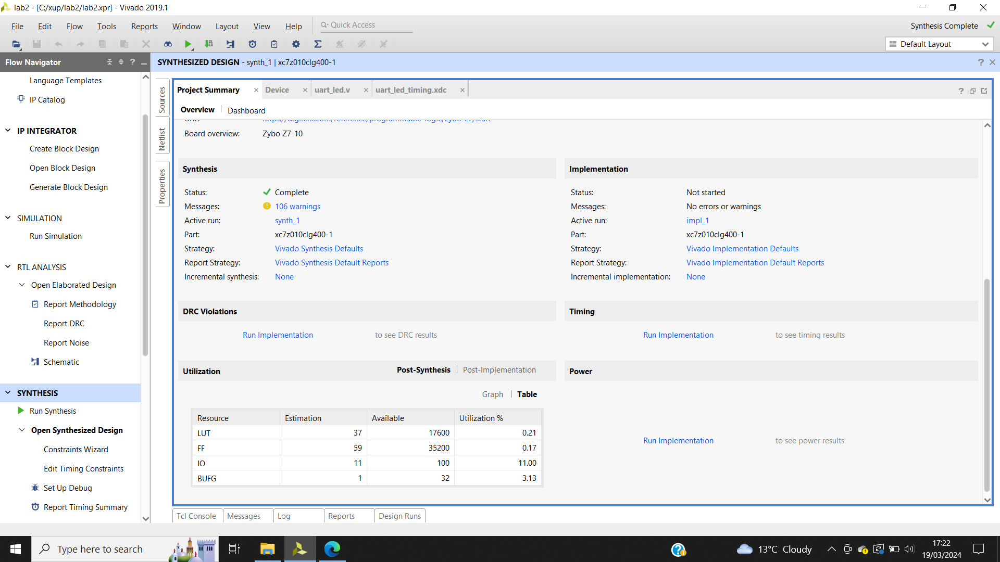 lab2 - [C:/xup/lab2/lab2.xpr] - Vivado 2019.1
File Edit Flow Tools Reports Window Layout View Help Quick Access
Synthesis Complete
Default Layout
Flow Navigator
SYNTHESIZED DESIGN - synth_1 | xc7z010clg400-1
Language Templates
IP Catalog
IP INTEGRATOR
Create Block Design
Open Block Design
Generate Block Design
SIMULATION
Run Simulation
RTL ANALYSIS
Open Elaborated Design
Report Methodology
Report DRC
Report Noise
Schematic
SYNTHESIS
Run Synthesis
Open Synthesized Design
Constraints Wizard
Edit Timing Constraints
Set Up Debug
Report Timing Summary
Sources
Netlist
Properties
Project Summary Device uart_led.v uart_led_timing.xdc
Overview | Dashboard
URL: https://digilent.com/reference/programmable-logic/zybo-z7/start
Board overview: Zybo Z7-10
Synthesis
Status: Complete
Messages: 106 warnings
Active run: synth_1
Part: xc7z010clg400-1
Strategy: Vivado Synthesis Defaults
Report Strategy: Vivado Synthesis Default Reports
Incremental synthesis: None
Implementation
Status: Not started
Messages: No errors or warnings
Active run: impl_1
Part: xc7z010clg400-1
Strategy: Vivado Implementation Defaults
Report Strategy: Vivado Implementation Default Reports
Incremental implementation: None
DRC Violations
Run Implementation to see DRC results
Timing
Run Implementation to see timing results
Utilization Post-Synthesis | Post-Implementation
Graph | Table
Resource Estimation Available Utilization %
LUT 37 17600 0.21
FF 59 35200 0.17
IO 11 100 11.00
BUFG 1 32 3.13
Power
Run Implementation to see power results
Tcl Console Messages Log Reports Design Runs
Type here to search
13°C Cloudy
17:22
19/03/2024